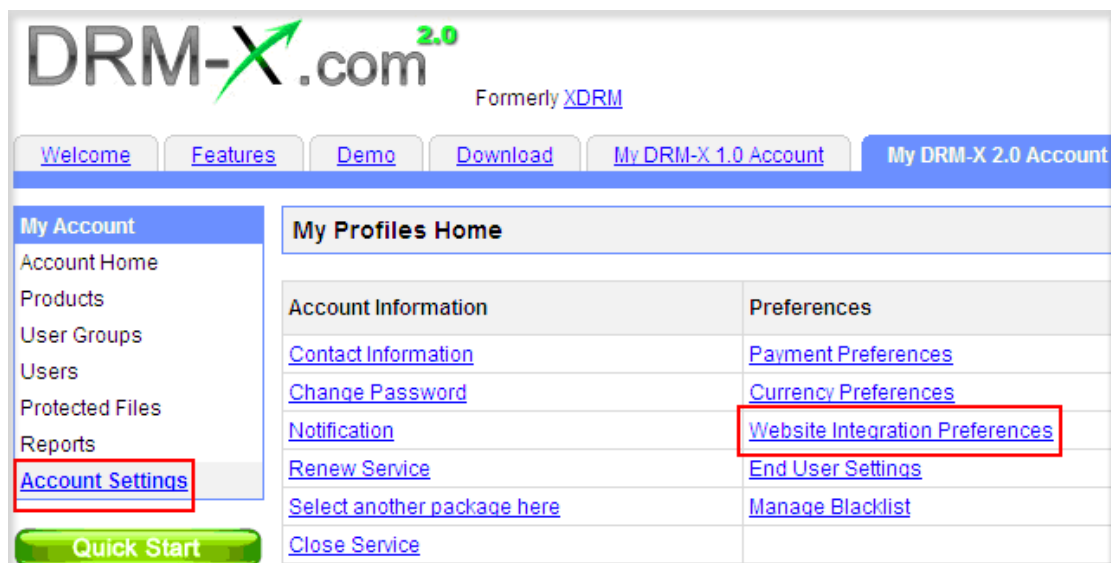 DRM-X.com 2.0
Formerly XDRM
Welcome Features Demo Download My DRM-X 1.0 Account My DRM-X 2.0 Account
My Account
Account Home
Products
User Groups
Users
Protected Files
Reports
Account Settings
Quick Start
My Profiles Home
Account Information Preferences
Contact Information Payment Preferences
Change Password Currency Preferences
Notification Website Integration Preferences
Renew Service End User Settings
Select another package here Manage Blacklist
Close Service